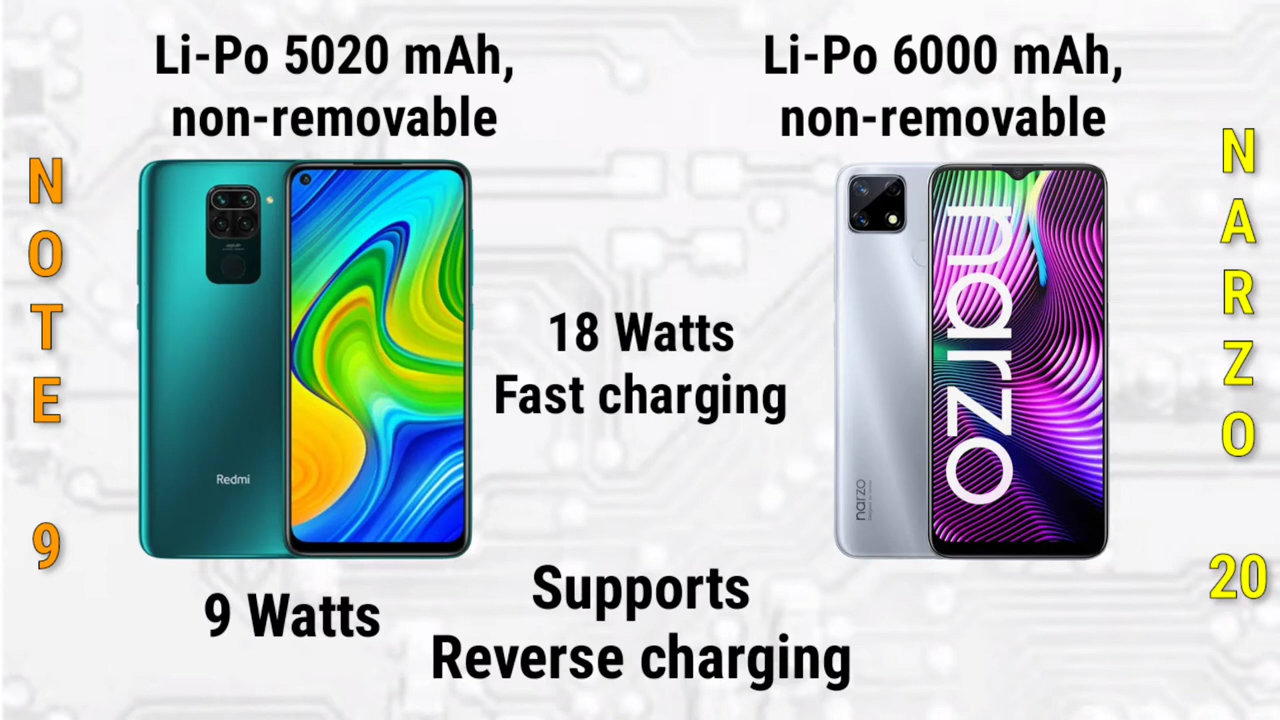 Li-Po 5020 mAh,
non-removable
Li-Po 6000 mAh,
non-removable
NOTE 9
NARZO 20
Redmi
narzo
narzo
18 Watts
Fast charging
9 Watts
Supports
Reverse charging